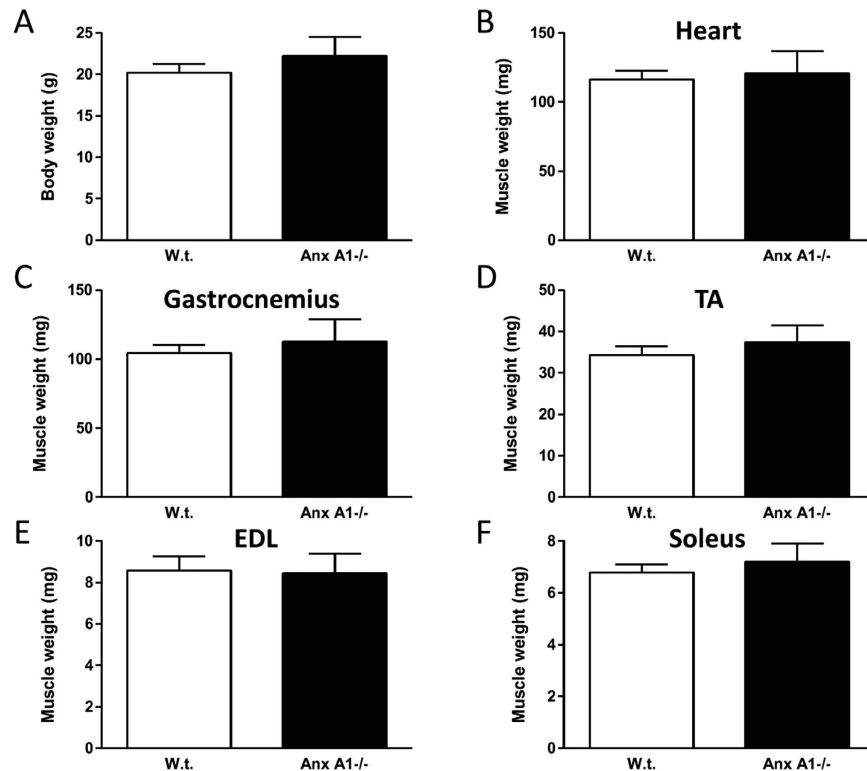 A
Body weight (g)
25
20
15
10
5
0
W.t.
Anx A1-/-
B
Heart
Muscle weight (mg)
150
100
50
0
W.t.
Anx A1-/-
C
Gastrocnemius
Muscle weight (mg)
150
100
50
0
W.t.
Anx A1-/-
D
TA
Muscle weight (mg)
50
40
30
20
10
0
W.t.
Anx A1-/-
E
EDL
Muscle weight (mg)
10
8
6
4
2
0
W.t.
Anx A1-/-
F
Soleus
Muscle weight (mg)
8
6
4
2
0
W.t.
Anx A1-/-